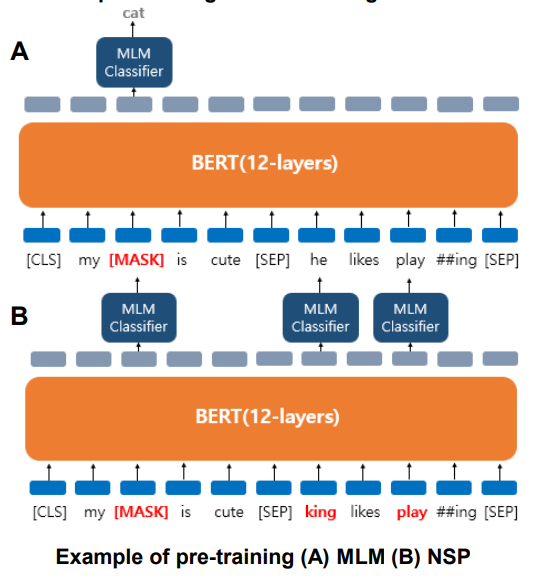 cat
A
MLM
Classifier
BERT(12-layers)
[CLS] my [MASK] is cute [SEP] he likes play ##ing [SEP]
B
MLM
Classifier
MLM
Classifier
MLM
Classifier
BERT(12-layers)
[CLS] my [MASK] is cute [SEP] king likes play ##ing [SEP]
Example of pre-training (A) MLM (B) NSP